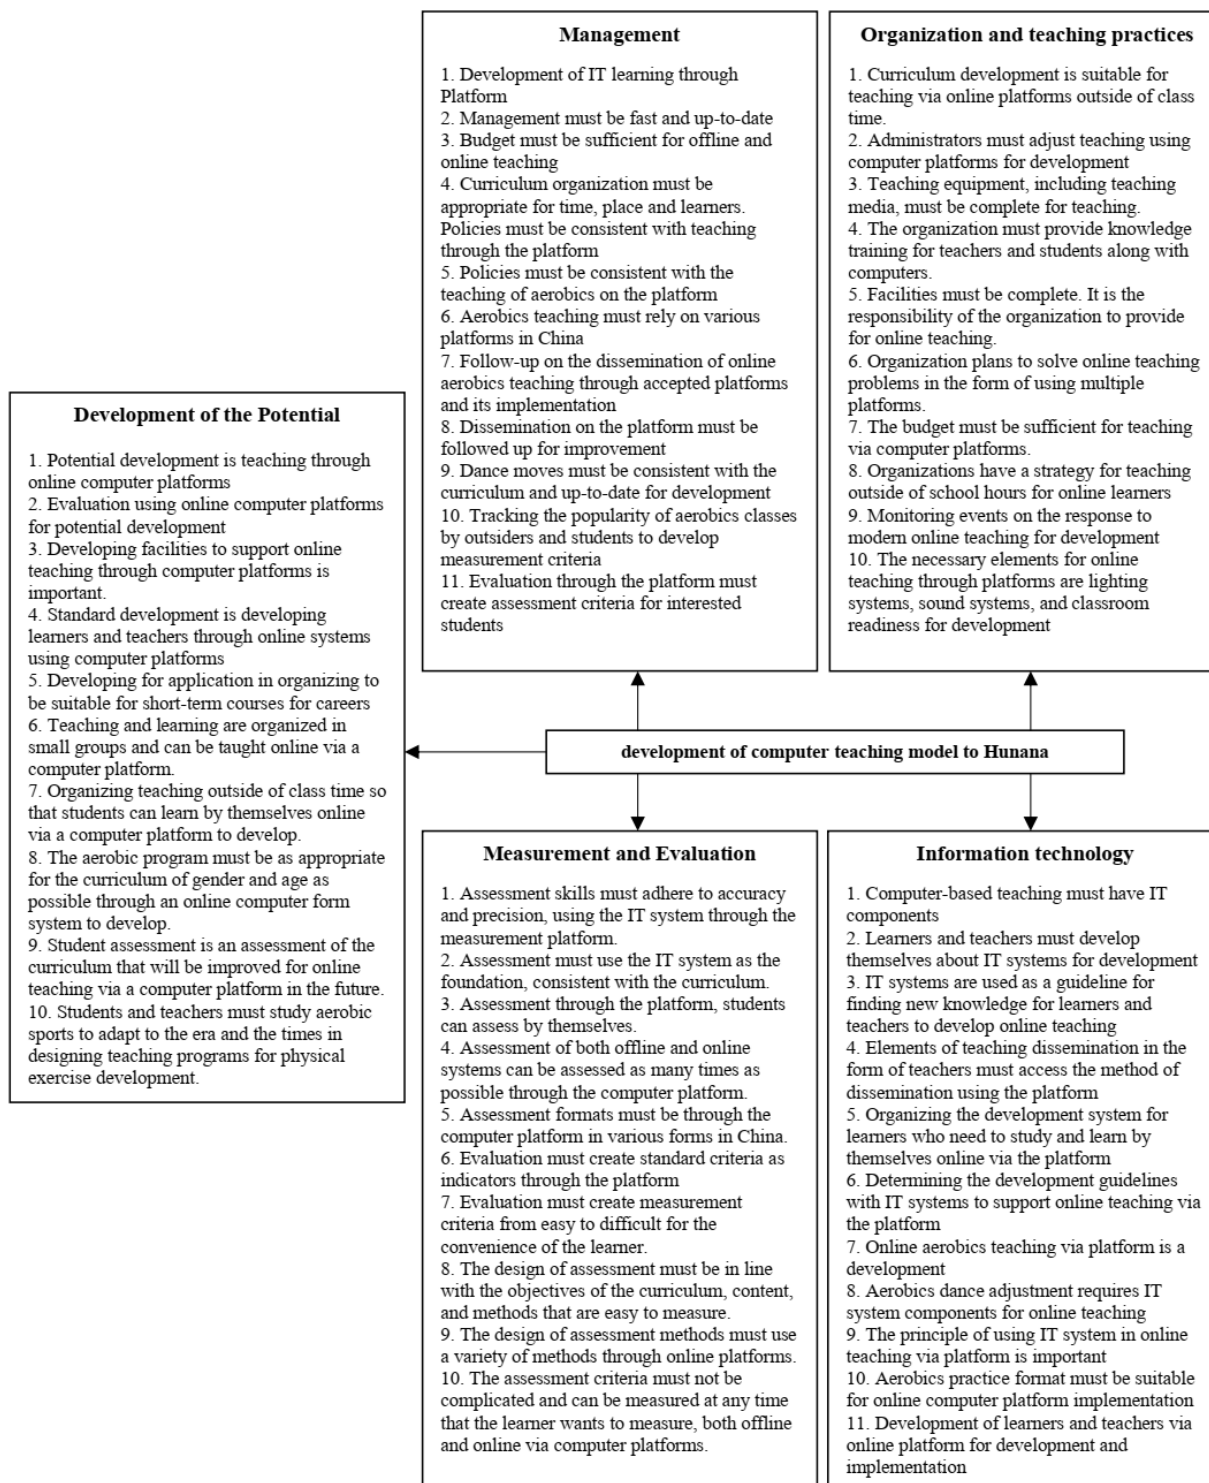 Management
1. Development of IT learning through
Platform
2. Management must be fast and up-to-date
3. Budget must be sufficient for offline and
online teaching
4. Curriculum organization must be
appropriate for time, place and learners.
Policies must be consistent with teaching
through the platform
5. Policies must be consistent with the
teaching of aerobics on the platform
6. Aerobics teaching must rely on various
platforms in China
7. Follow-up on the dissemination of online
aerobics teaching through accepted platforms
and its implementation
8. Dissemination on the platform must be
followed up for improvement
9. Dance moves must be consistent with the
curriculum and up-to-date for development
10. Tracking the popularity of aerobics classes
by outsiders and students to develop
measurement criteria
11. Evaluation through the platform must
create assessment criteria for interested
students
Organization and teaching practices
1. Curriculum development is suitable for
teaching via online platforms outside of class
time.
2. Administrators must adjust teaching using
computer platforms for development
3. Teaching equipment, including teaching
media, must be complete for teaching.
4. The organization must provide knowledge
training for teachers and students along with
computers.
5. Facilities must be complete. It is the
responsibility of the organization to provide
for online teaching.
6. Organization plans to solve online teaching
problems in the form of using multiple
platforms.
7. The budget must be sufficient for teaching
via computer platforms.
8. Organizations have a strategy for teaching
outside of school hours for online learners
9. Monitoring events on the response to
modern online teaching for development
10. The necessary elements for online
teaching through platforms are lighting
systems, sound systems, and classroom
readiness for development
Development of the Potential
1. Potential development is teaching through
online computer platforms
2. Evaluation using online computer platforms
for potential development
3. Developing facilities to support online
teaching through computer platforms is
important.
4. Standard development is developing
learners and teachers through online systems
using computer platforms
5. Developing for application in organizing to
be suitable for short-term courses for careers
6. Teaching and learning are organized in
small groups and can be taught online via a
computer platform.
7. Organizing teaching outside of class time so
that students can learn by themselves online
via a computer platform to develop.
8. The aerobic program must be as appropriate
for the curriculum of gender and age as
possible through an online computer form
system to develop.
9. Student assessment is an assessment of the
curriculum that will be improved for online
teaching via a computer platform in the future.
10. Students and teachers must study aerobic
sports to adapt to the era and the times in
designing teaching programs for physical
exercise development.
development of computer teaching model to Hunana
Measurement and Evaluation
1. Assessment skills must adhere to accuracy
and precision, using the IT system through the
measurement platform.
2. Assessment must use the IT system as the
foundation, consistent with the curriculum.
3. Assessment through the platform, students
can assess by themselves.
4. Assessment of both offline and online
systems can be assessed as many times as
possible through the computer platform.
5. Assessment formats must be through the
computer platform in various forms in China.
6. Evaluation must create standard criteria as
indicators through the platform
7. Evaluation must create measurement
criteria from easy to difficult for the
convenience of the learner.
8. The design of assessment must be in line
with the objectives of the curriculum, content,
and methods that are easy to measure.
9. The design of assessment methods must use
a variety of methods through online platforms.
10. The assessment criteria must not be
complicated and can be measured at any time
that the learner wants to measure, both offline
and online via computer platforms.
Information technology
1. Computer-based teaching must have IT
components
2. Learners and teachers must develop
themselves about IT systems for development
3. IT systems are used as a guideline for
finding new knowledge for learners and
teachers to develop online teaching
4. Elements of teaching dissemination in the
form of teachers must access the method of
dissemination using the platform
5. Organizing the development system for
learners who need to study and learn by
themselves online via the platform
6. Determining the development guidelines
with IT systems to support online teaching via
the platform
7. Online aerobics teaching via platform is a
development
8. Aerobics dance adjustment requires IT
system components for online teaching
9. The principle of using IT system in online
teaching via platform is important
10. Aerobics practice format must be suitable
for online computer platform implementation
11. Development of learners and teachers via
online platform for development and
implementation